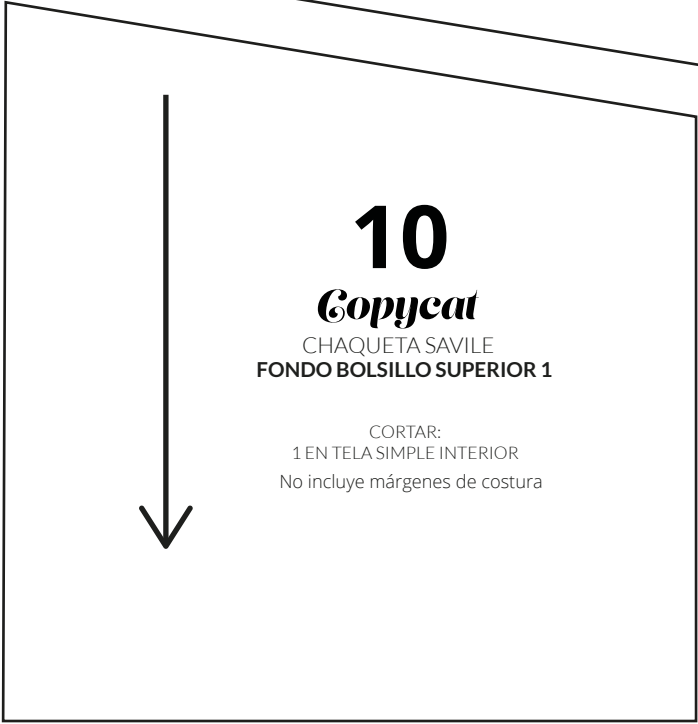 10
Copycat
CHAQUETA SAVILE
FONDO BOLSILLO SUPERIOR 1
CORTAR:
1 EN TELA SIMPLE INTERIOR
No incluye márgenes de costura